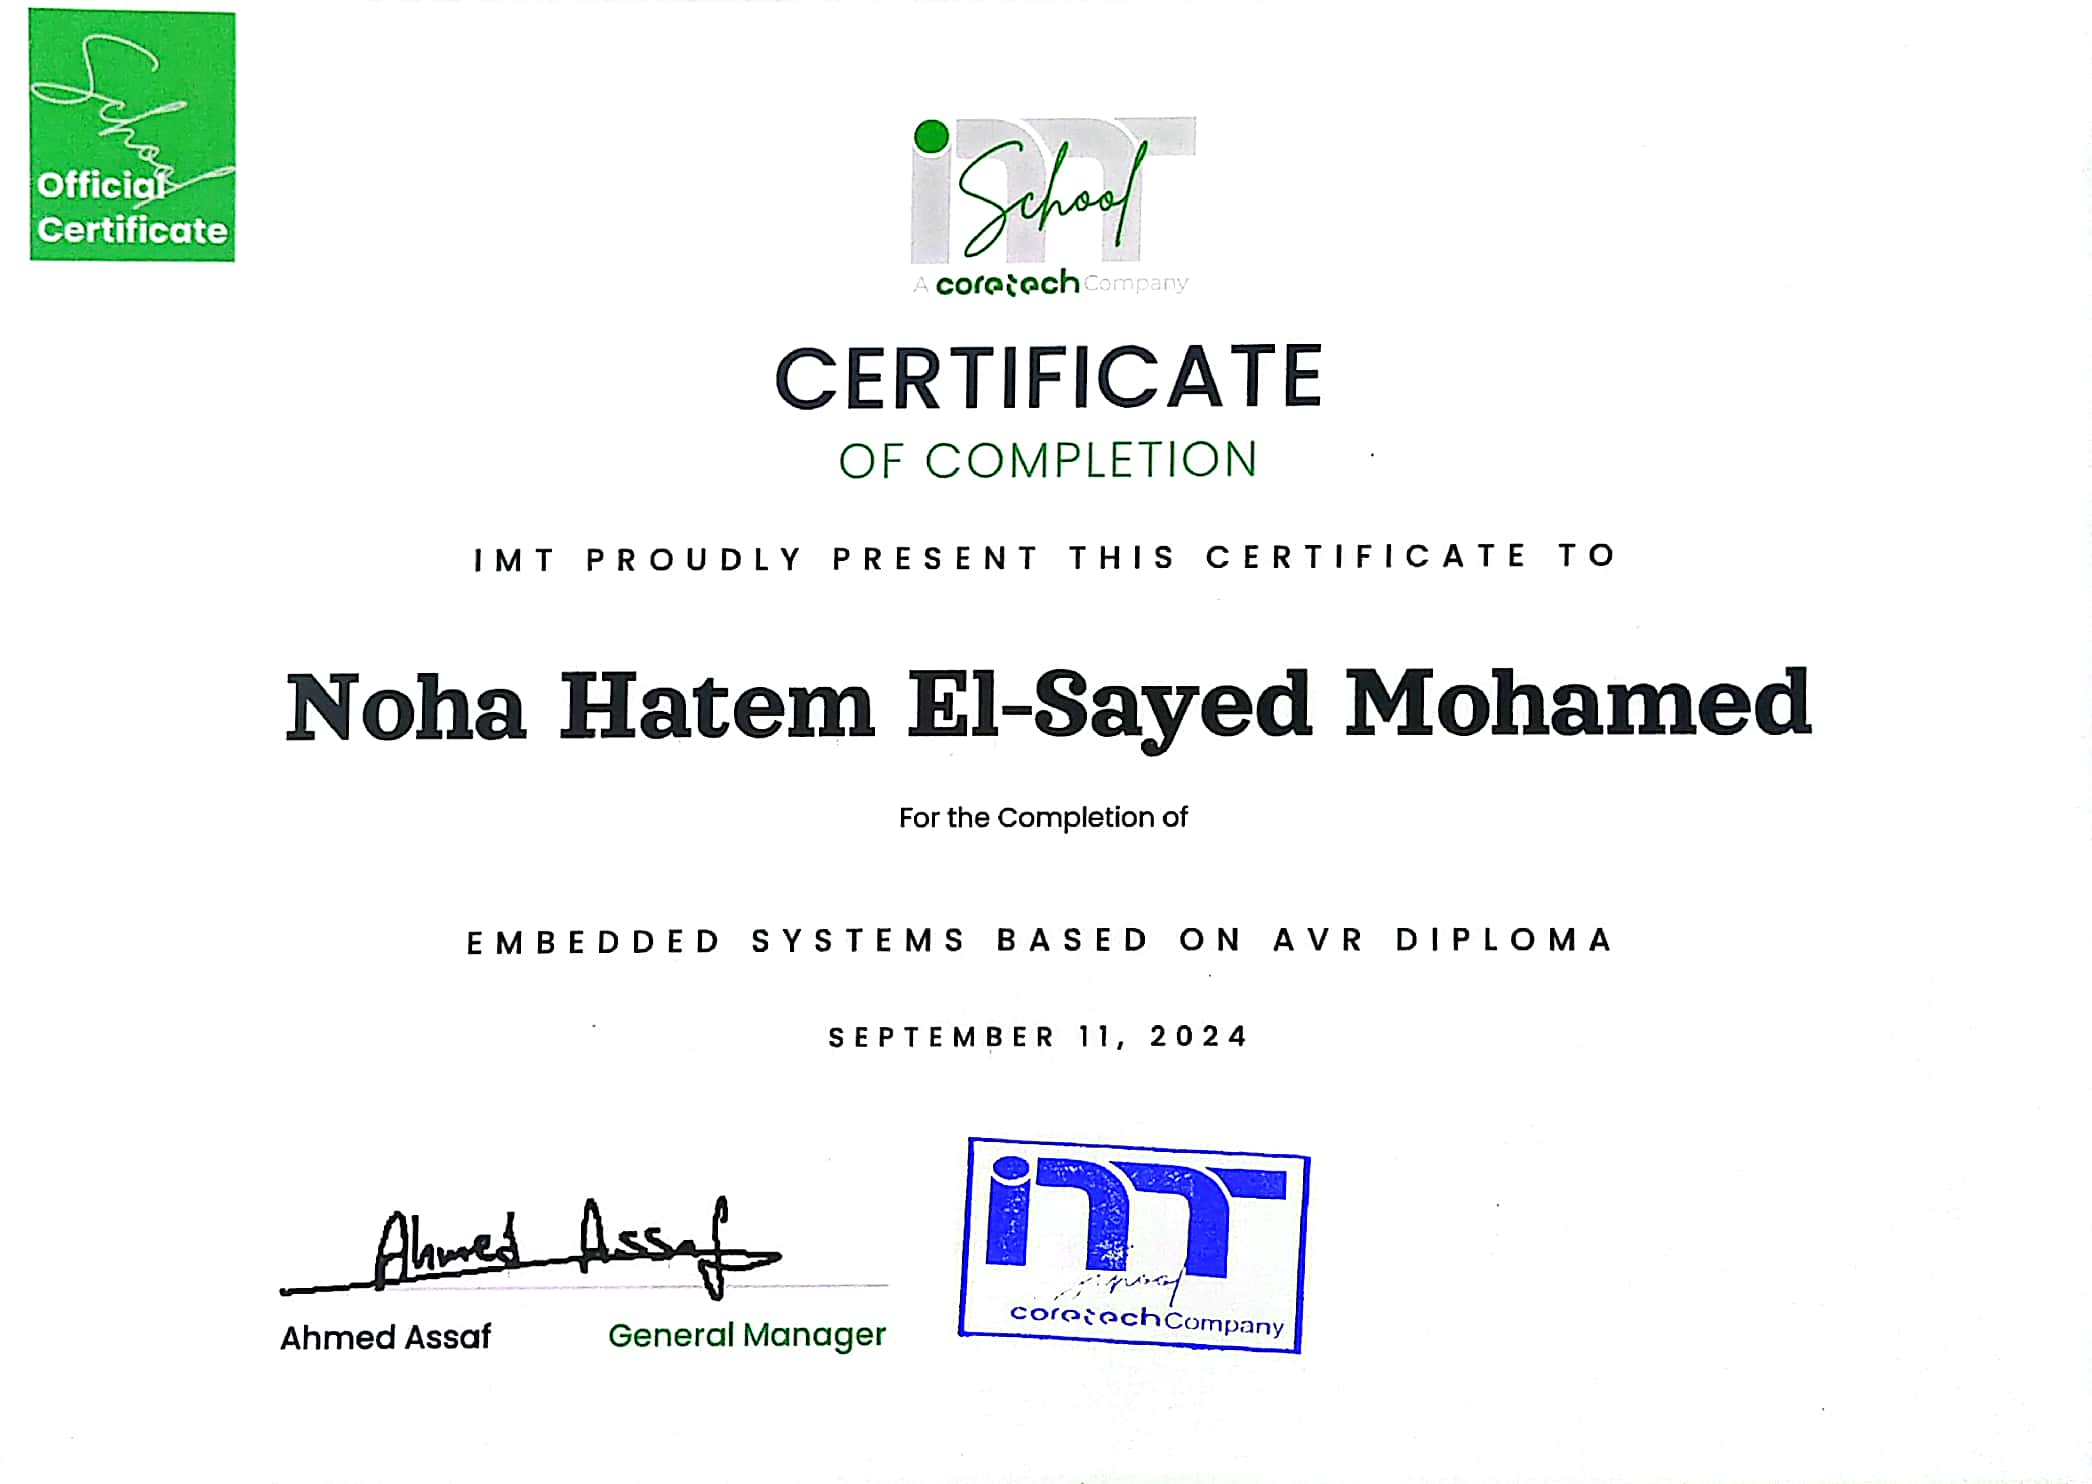 School
Official
Certificate
imt
School
A coretech Company
CERTIFICATE
OF COMPLETION
IMT PROUDLY PRESENT THIS CERTIFICATE TO
Noha Hatem El-Sayed Mohamed
For the Completion of
EMBEDDED SYSTEMS BASED ON AVR DIPLOMA
SEPTEMBER 11, 2024
Ahmed Assaf
Ahmed Assaf General Manager
imt
School
coretech Company